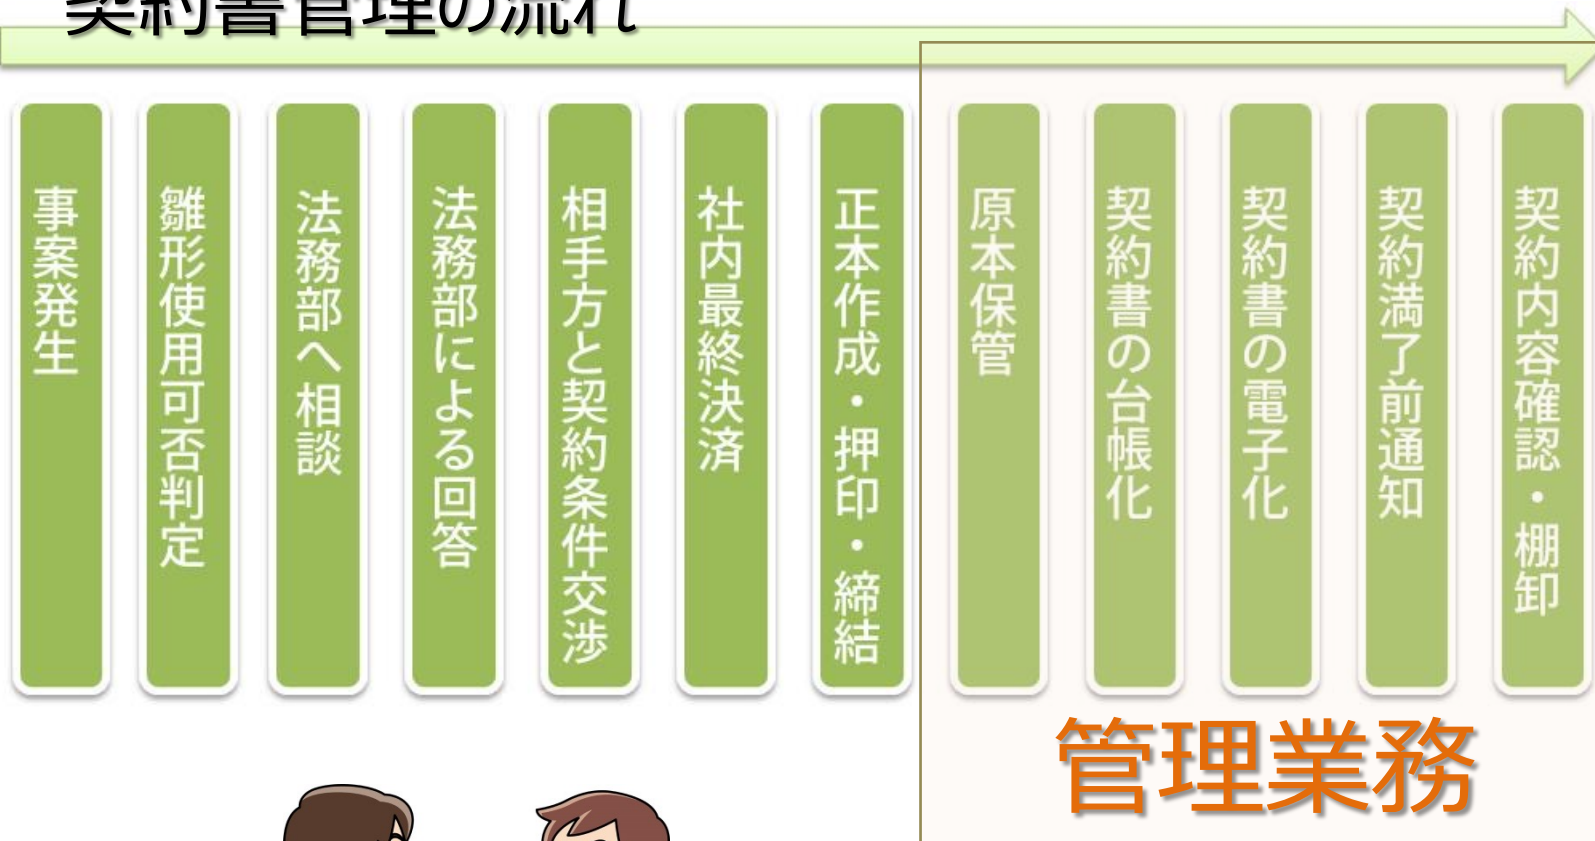 契約書管理の流れ
事案発生
雛形使用可否判定
法務部へ相談
法務部による回答
相手方と契約条件交渉
社内最終決済
正本作成・押印・締結
原本保管
契約書の台帳化
契約書の電子化
契約満了前通知
契約内容確認・棚卸
管理業務